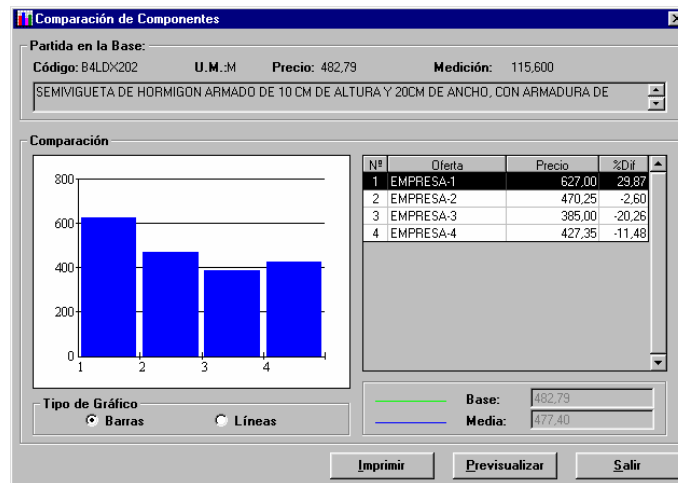 Comparación de Componentes
Partida en la Base:
Código: B4LDX202 U.M.:M Precio: 482,79 Medición: 115,600
SEMIVIGUETA DE HORMIGON ARMADO DE 10 CM DE ALTURA Y 20CM DE ANCHO, CON ARMADURA DE
Comparación
Nº Oferta Precio %Dif
1 EMPRESA-1 627,00 29,87
2 EMPRESA-2 470,25 -2,60
3 EMPRESA-3 385,00 -20,26
4 EMPRESA-4 427,35 -11,48
800
600
400
200
0
1 2 3 4
Tipo de Gráfico
Barras Líneas
Base: 482,79
Media: 477,40
Imprimir Previsualizar Salir